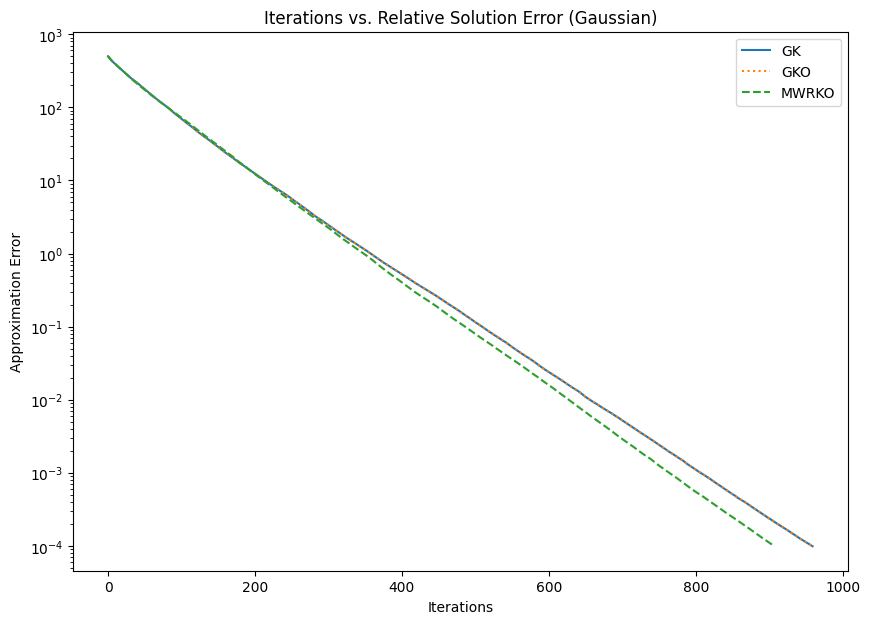 Iterations vs. Relative Solution Error (Gaussian)
GK
GKO
MWRKO
Approximation Error
10³
10²
10¹
10⁰
10⁻¹
10⁻²
10⁻³
10⁻⁴
0 200 400 600 800 1000
Iterations